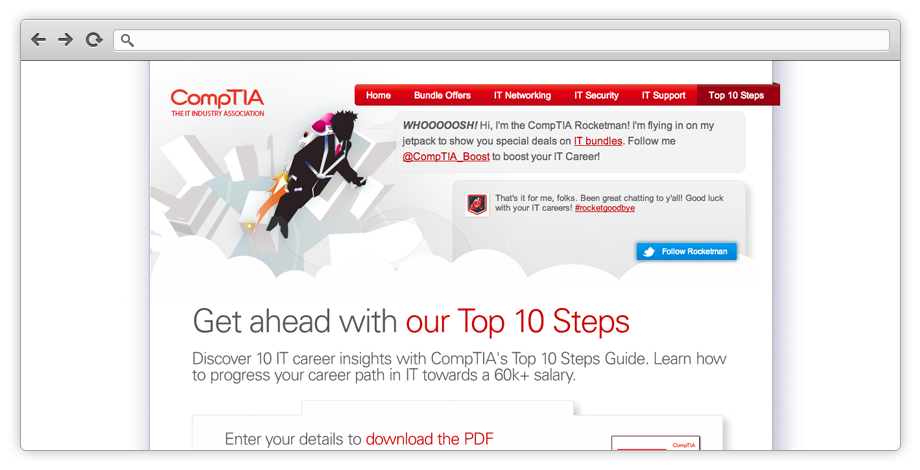 CompTIA
THE IT INDUSTRY ASSOCIATION
Home Bundle Offers IT Networking IT Security IT Support Top 10 Steps
WHOOOOOSH! Hi, I'm the CompTIA Rocketman! I'm flying in on my
jetpack to show you special deals on IT bundles. Follow me
@CompTIA_Boost to boost your IT Career!
That's it for me, folks. Been great chatting to y'all! Good luck
with your IT careers! #rocketgoodbye
Follow Rocketman
Get ahead with our Top 10 Steps
Discover 10 IT career insights with CompTIA's Top 10 Steps Guide. Learn how
to progress your career path in IT towards a 60k+ salary.
Enter your details to download the PDF
CompTIA